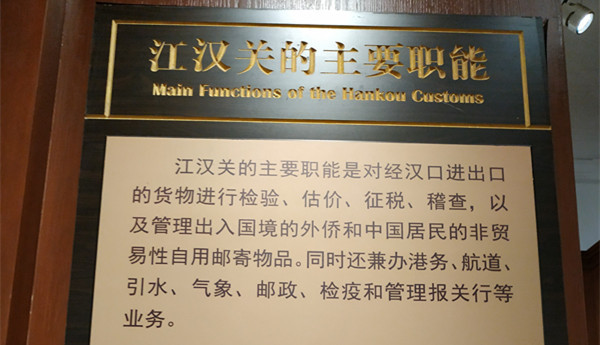 江汉关的主要职能
Main Functions of the Hankou Customs
江汉关的主要职能是对经汉口进出口
的货物进行检验、估价、征税、稽查，以
及管理出入国境的外侨和中国居民的非贸
易性自用邮寄物品。同时还兼办港务、航道、
引水、气象、邮政、检疫和管理报关行等
业务。